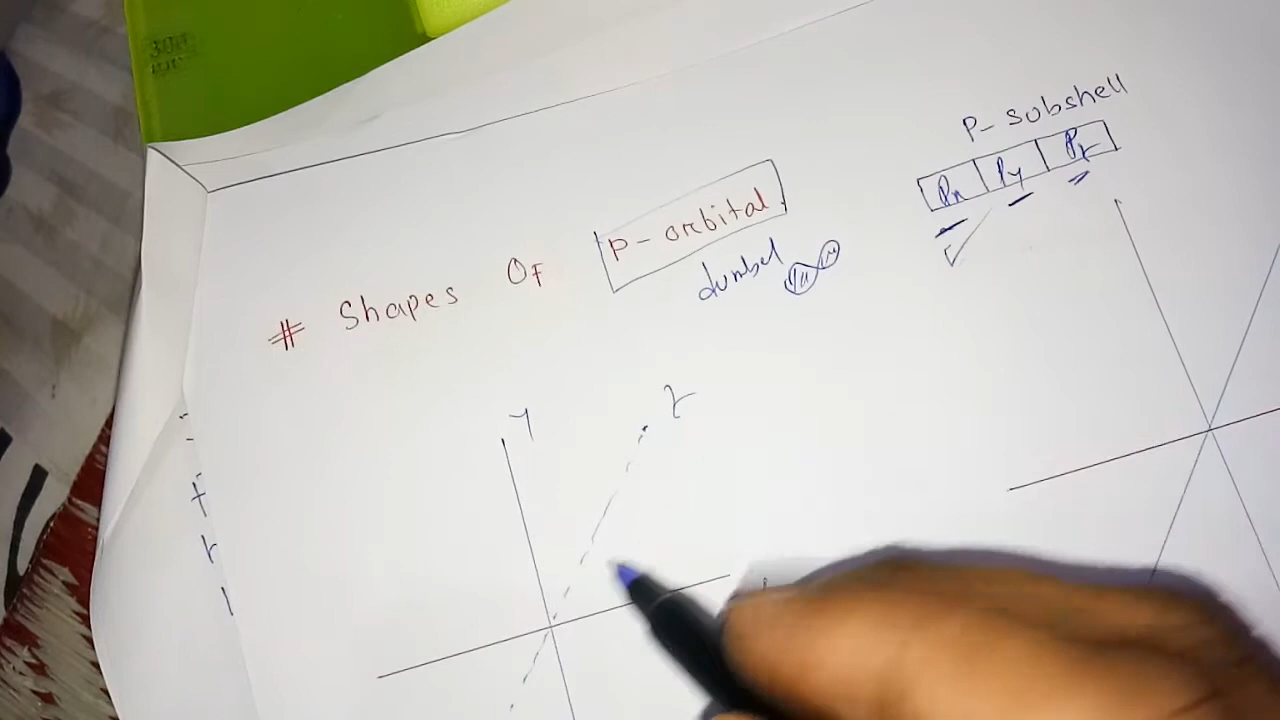 P- subshell
Px Py Pz
# Shapes Of P-orbital
dumbel
Y
Z